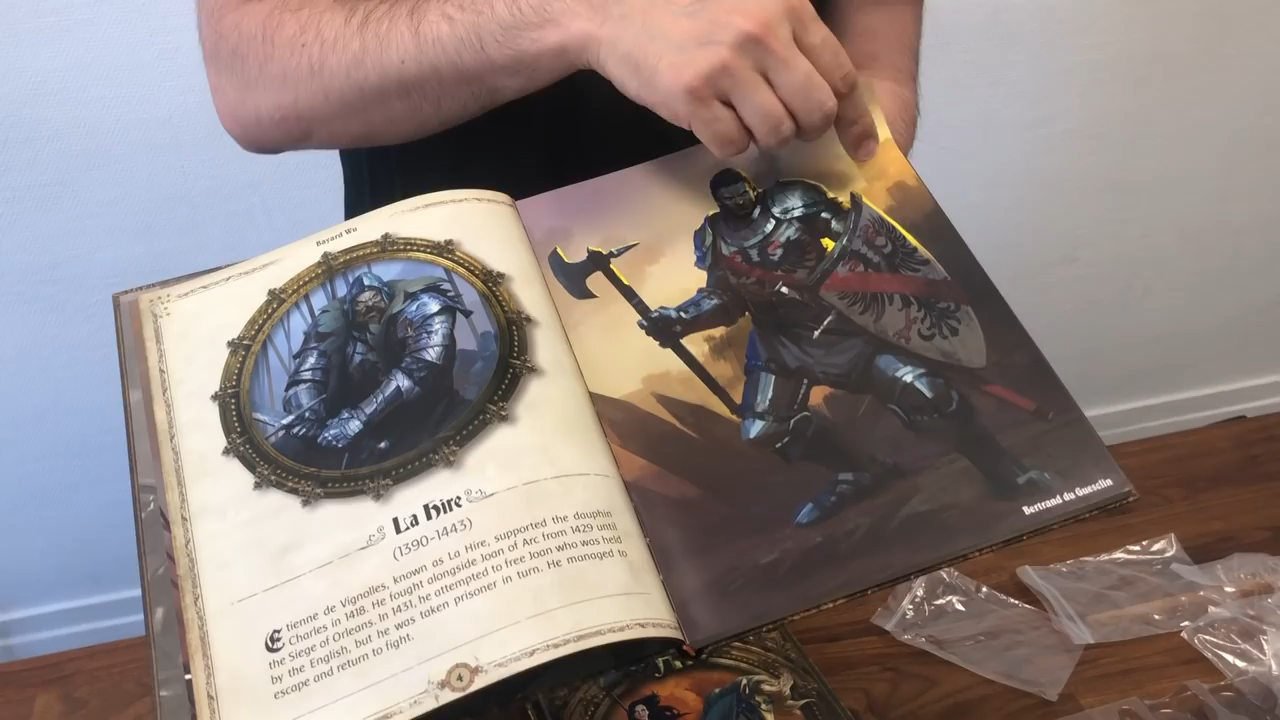 Bayard Wu
La Hire
(1390-1443)
Etienne de Vignolles, known as La Hire, supported the dauphin
Charles in 1418. He fought alongside Joan of Arc from 1429 until
the Siege of Orleans. In 1431, he attempted to free Joan who was held
by the English, but he was taken prisoner in turn. He managed to
escape and return to fight.
4
Bertrand du Guesclin